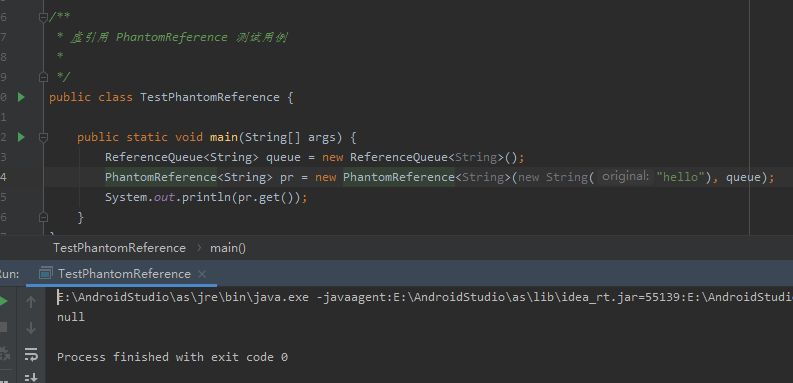 6 /**
7 * 虚引用 PhantomReference 测试用例
8 *
9 */
0 public class TestPhantomReference {
1
2 public static void main(String[] args) {
3 ReferenceQueue<String> queue = new ReferenceQueue<String>();
4 PhantomReference<String> pr = new PhantomReference<String>(new String( original: "hello"), queue);
5 System.out.println(pr.get());
6 }
7 }
TestPhantomReference > main()
Run: TestPhantomReference ×
E:\AndroidStudio\as\jre\bin\java.exe -javaagent:E:\AndroidStudio\as\lib\idea_rt.jar=55139:E:\AndroidStudio
null
Process finished with exit code 0